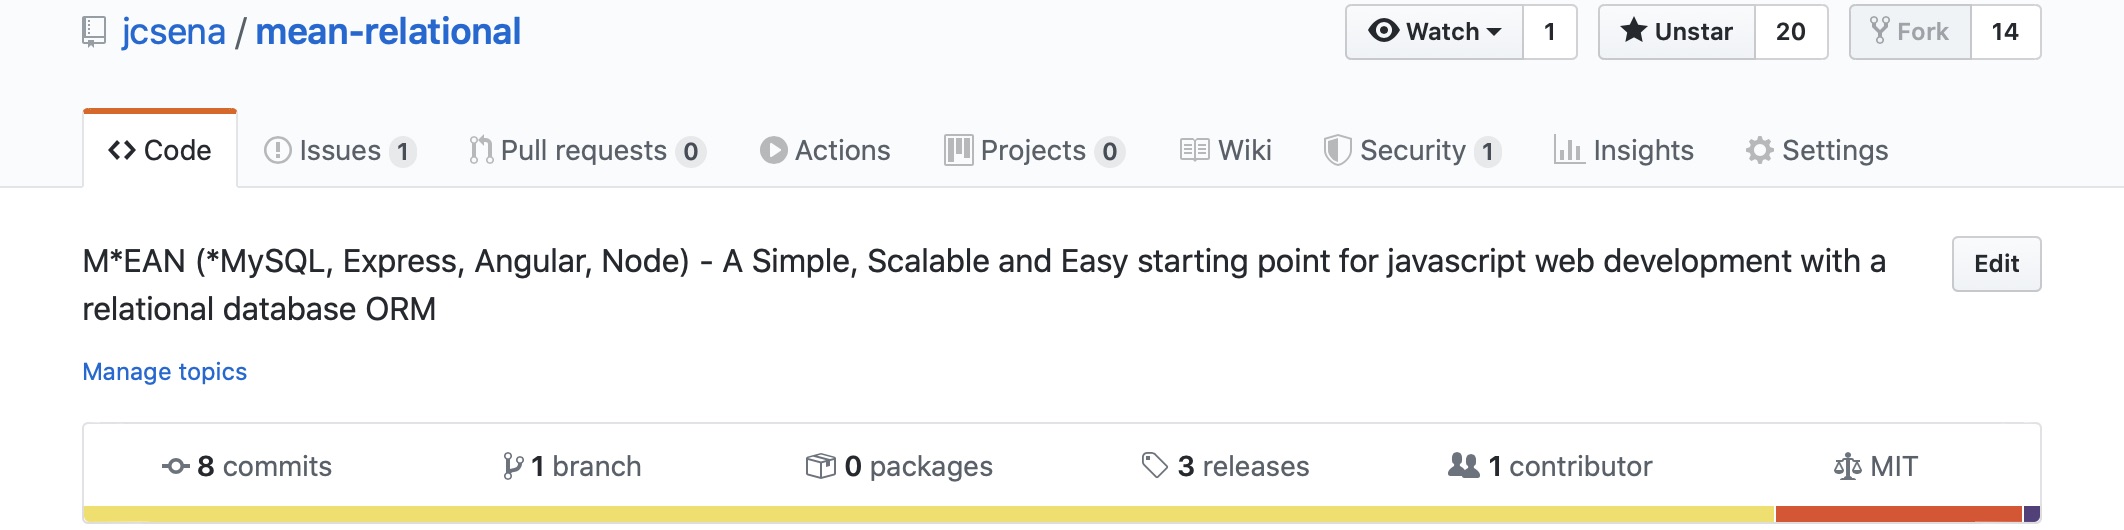 jcsena / mean-relational Watch 1 Unstar 20 Fork 14
Code Issues 1 Pull requests 0 Actions Projects 0 Wiki Security 1 Insights Settings
M*EAN (*MySQL, Express, Angular, Node) - A Simple, Scalable and Easy starting point for javascript web development with a Edit
relational database ORM
Manage topics
8 commits 1 branch 0 packages 3 releases 1 contributor MIT